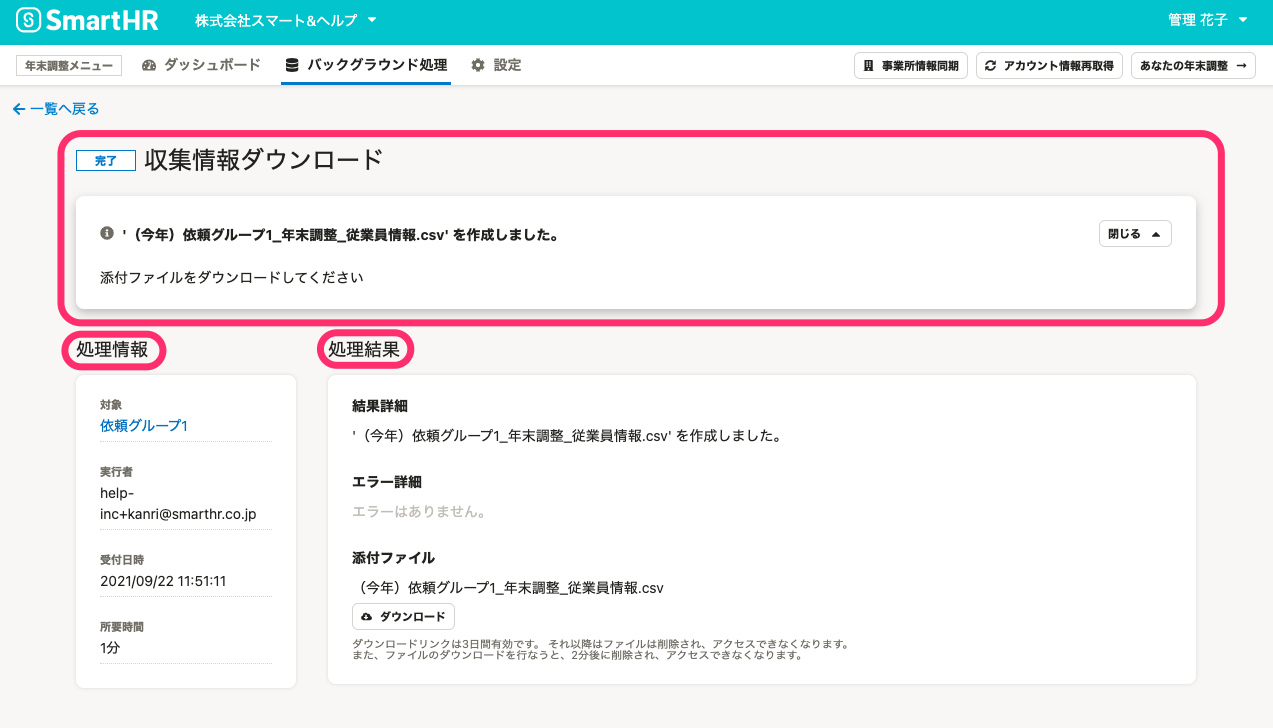 SmartHR 株式会社スマート&ヘルプ 管理 花子
年末調整メニュー ダッシュボード バックグラウンド処理 設定 事業所情報同期 アカウント情報再取得 あなたの年末調整 →
← 一覧へ戻る
完了 収集情報ダウンロード
'（今年）依頼グループ1_年末調整_従業員情報.csv' を作成しました。 閉じる
添付ファイルをダウンロードしてください
処理情報
対象
依頼グループ1
実行者
help-
inc+kanri@smarthr.co.jp
受付日時
2021/09/22 11:51:11
所要時間
1分
処理結果
結果詳細
'（今年）依頼グループ1_年末調整_従業員情報.csv' を作成しました。
エラー詳細
エラーはありません。
添付ファイル
（今年）依頼グループ1_年末調整_従業員情報.csv
ダウンロード
ダウンロードリンクは3日間有効です。 それ以降はファイルは削除され、アクセスできなくなります。
また、ファイルのダウンロードを行なうと、2分後に削除され、アクセスできなくなります。